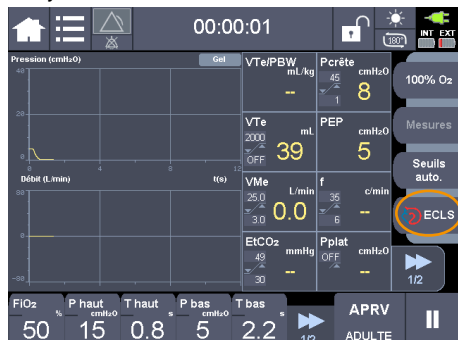 00:00:01
180°
INT EXT
Pression (cmH₂o)
Gel
40
20
0
0 4 8 12
Débit (L/min)
t(s)
80
0
-80
VTe/PBW
mL/kg
--
Pcrête
cmH₂O
45
1
8
VTe
mL
2000
OFF
39
PEP
cmH₂O
5
VMe
L/min
25.0
3.0
0.0
f
c/min
35
6
--
EtCO₂
mmHg
49
30
--
Pplat
cmH₂O
OFF
--
100% O₂
Mesures
Seuils
auto.
ECLS
1/2
FiO₂
%
50
P haut
cmH₂O
15
T haut
s
0.8
P bas
cmH₂O
5
T bas
s
2.2
1/2
APRV
ADULTE